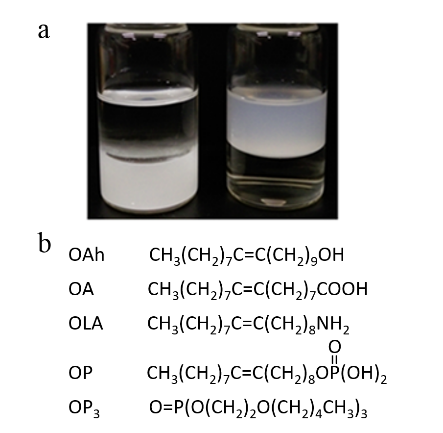 a
b
OAh CH₃(CH₂)₇C=C(CH₂)₉OH
OA CH₃(CH₂)₇C=C(CH₂)₇COOH
OLA CH₃(CH₂)₇C=C(CH₂)₈NH₂
O
OP CH₃(CH₂)₇C=C(CH₂)₈OP(OH)₂
OP₃ O=P(O(CH₂)₂O(CH₂)₄CH₃)₃